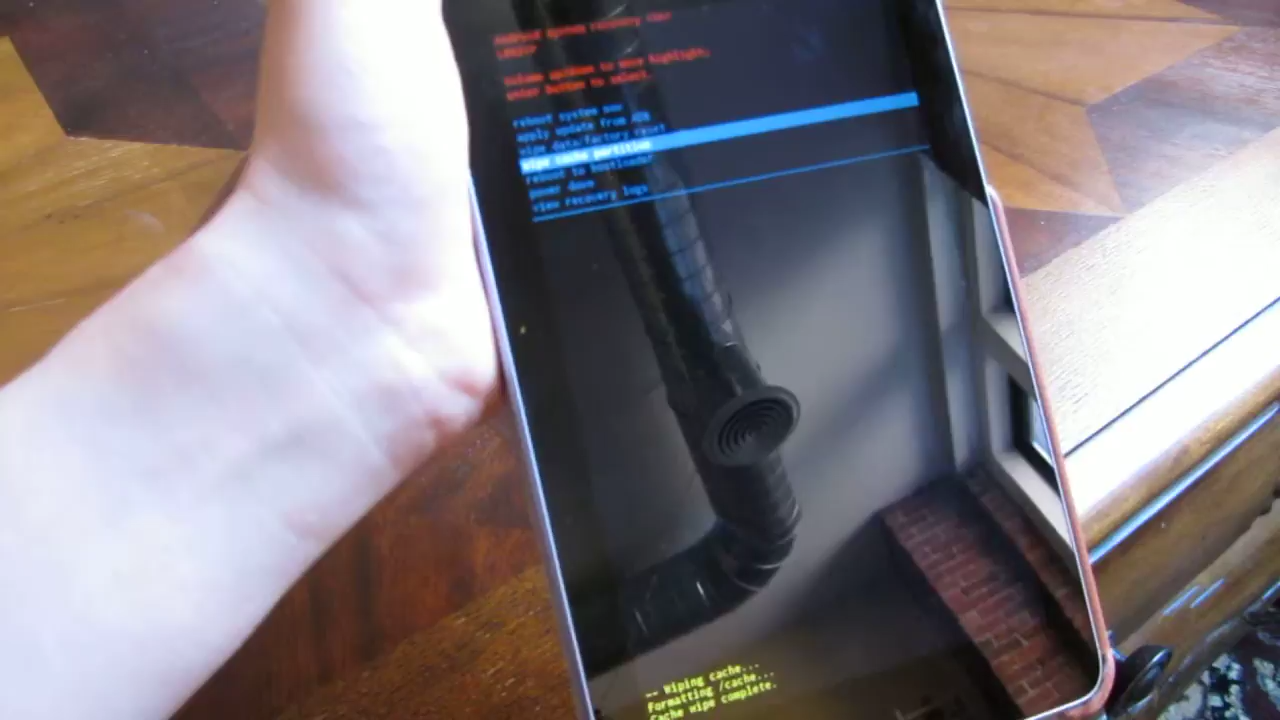 Android system recovery <3e>
Volume up/down to move highlight;
enter button to select.
reboot system now
apply update from ADB
wipe data/factory reset
wipe cache partition
reboot to bootloader
power down
view recovery logs
-- Wiping cache...
Formatting /cache...
Cache wipe complete.